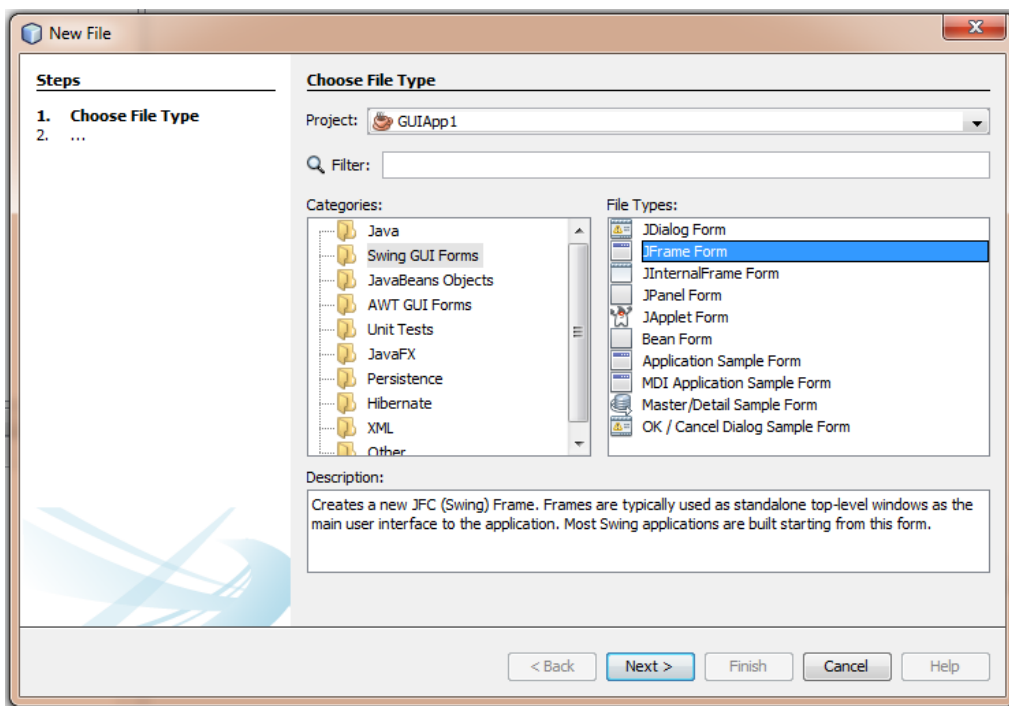 New File
Steps
1. Choose File Type
2. ...
Choose File Type
Project: GUIApp1
Filter:
Categories:
Java
Swing GUI Forms
JavaBeans Objects
AWT GUI Forms
Unit Tests
JavaFX
Persistence
Hibernate
XML
Other
File Types:
JDialog Form
JFrame Form
JInternalFrame Form
JPanel Form
JApplet Form
Bean Form
Application Sample Form
MDI Application Sample Form
Master/Detail Sample Form
OK / Cancel Dialog Sample Form
Description:
Creates a new JFC (Swing) Frame. Frames are typically used as standalone top-level windows as the
main user interface to the application. Most Swing applications are built starting from this form.
< Back Next > Finish Cancel Help